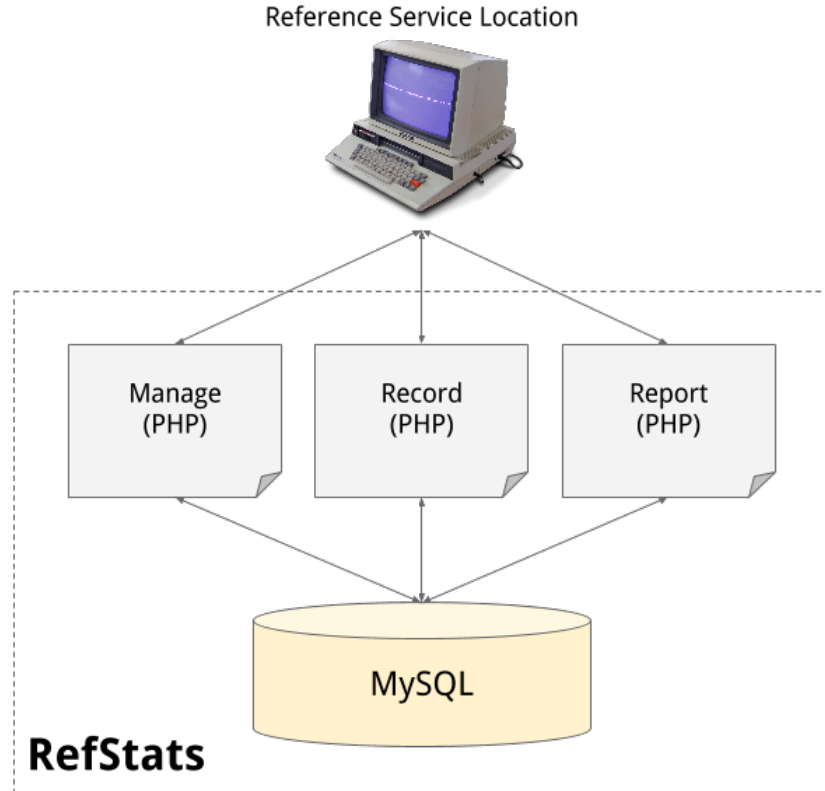 Reference Service Location
Manage
(PHP)
Record
(PHP)
Report
(PHP)
MySQL
RefStats